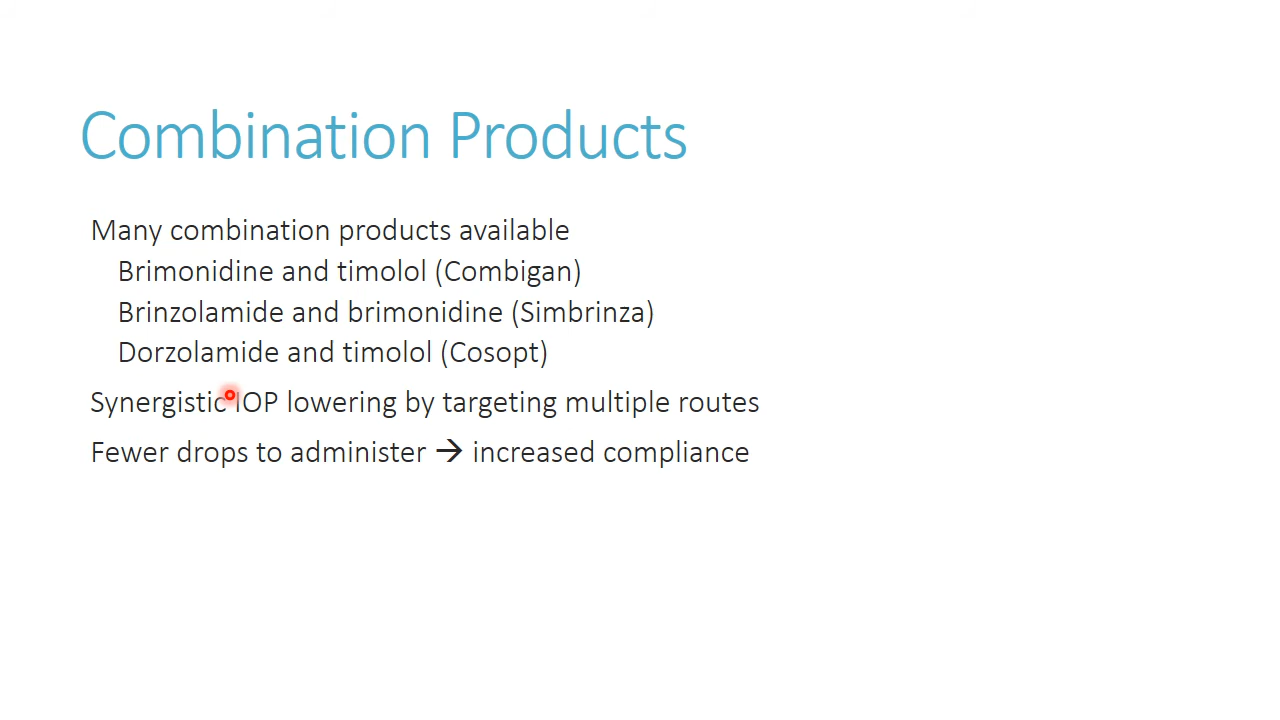 Combination Products
Many combination products available
Brimonidine and timolol (Combigan)
Brinzolamide and brimonidine (Simbrinza)
Dorzolamide and timolol (Cosopt)
Synergistic IOP lowering by targeting multiple routes
Fewer drops to administer → increased compliance